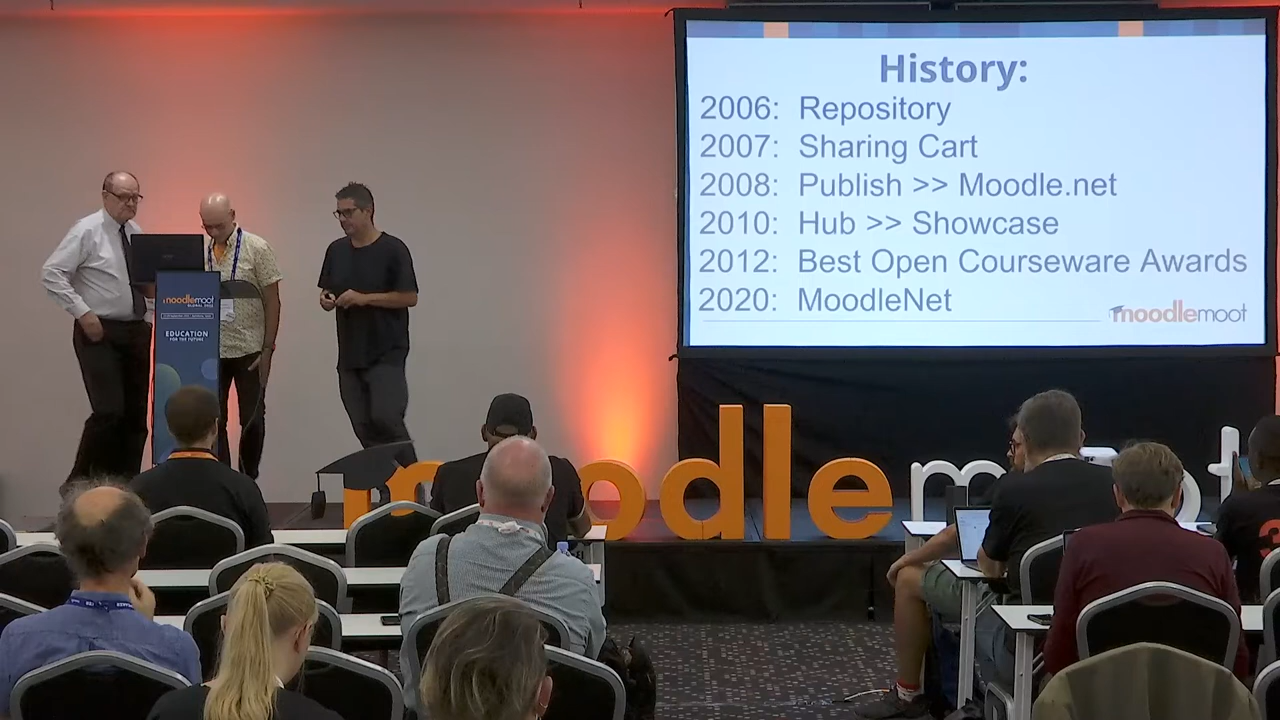 History:
2006: Repository
2007: Sharing Cart
2008: Publish >> Moodle.net
2010: Hub >> Showcase
2012: Best Open Courseware Awards
2020: MoodleNet
moodlemoot
moodlemoot
EDUCATION
FOR THE FUTURE